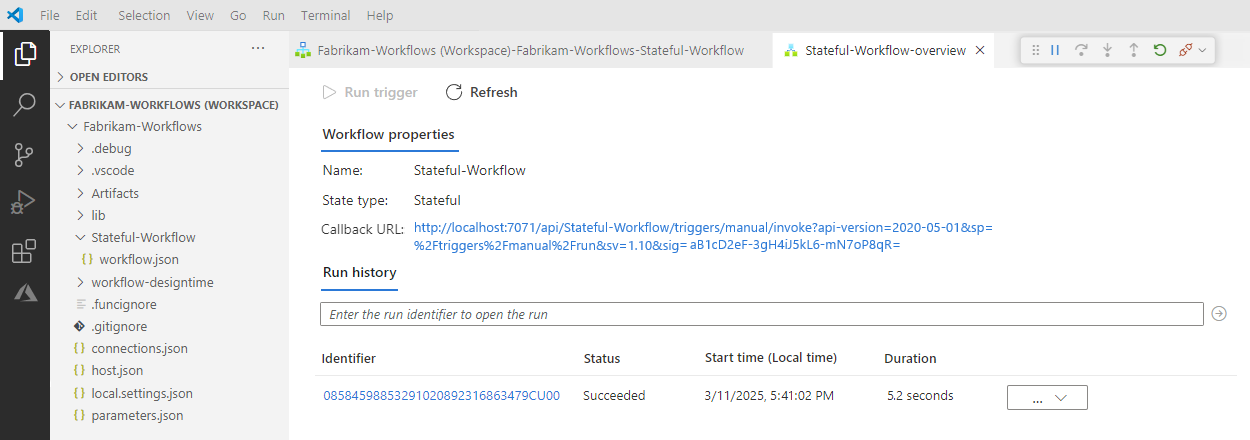 File Edit Selection View Go Run Terminal Help
EXPLORER ...
OPEN EDITORS
FABRIKAM-WORKFLOWS (WORKSPACE)
Fabrikam-Workflows
.debug
.vscode
Artifacts
lib
Stateful-Workflow
{ } workflow.json
workflow-designtime
.funcignore
.gitignore
{ } connections.json
{ } host.json
{ } local.settings.json
{ } parameters.json
Fabrikam-Workflows (Workspace)-Fabrikam-Workflows-Stateful-Workflow
Stateful-Workflow-overview
Run trigger Refresh
Workflow properties
Name: Stateful-Workflow
State type: Stateful
Callback URL: http://localhost:7071/api/Stateful-Workflow/triggers/manual/invoke?api-version=2020-05-01&sp=
%2Ftriggers%2Fmanual%2Frun&sv=1.10&sig=aB1cD2eF-3gH4iJ5kL6-mN7oP8qR=
Run history
Enter the run identifier to open the run
Identifier Status Start time (Local time) Duration
08584598853291020892316863479CU00 Succeeded 3/11/2025, 5:41:02 PM 5.2 seconds ...